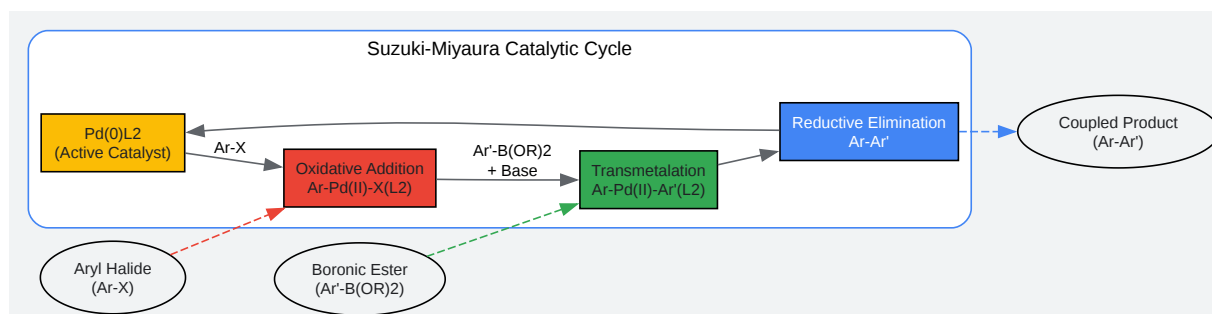 Suzuki-Miyaura Catalytic Cycle
Pd(0)L2
(Active Catalyst)
Ar-X
Oxidative Addition
Ar-Pd(II)-X(L2)
Ar'-B(OR)2
+ Base
Transmetalation
Ar-Pd(II)-Ar'(L2)
Reductive Elimination
Ar-Ar'
Coupled Product
(Ar-Ar')
Aryl Halide
(Ar-X)
Boronic Ester
(Ar'-B(OR)2)